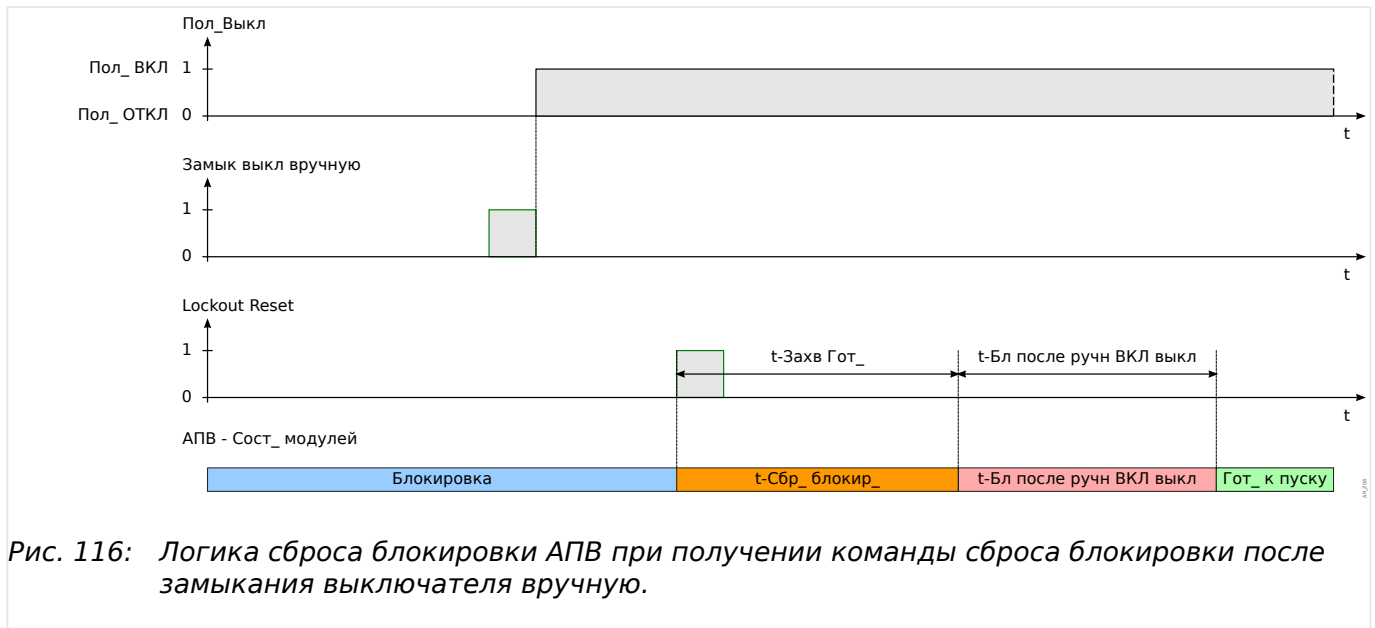 Пол_Выкл
Пол_ ВКЛ 1
Пол_ ОТКЛ 0
t
Замык выкл вручную
1
0
t
Lockout Reset
1
t-Захв Гот_ t-Бл после ручн ВКЛ выкл
0
t
АПВ - Сост_ модулей
Блокировка t-Сбр_ блокир_ t-Бл после ручн ВКЛ выкл Гот_ к пуску
Рис. 116: Логика сброса блокировки АПВ при получении команды сброса блокировки после
замыкания выключателя вручную.